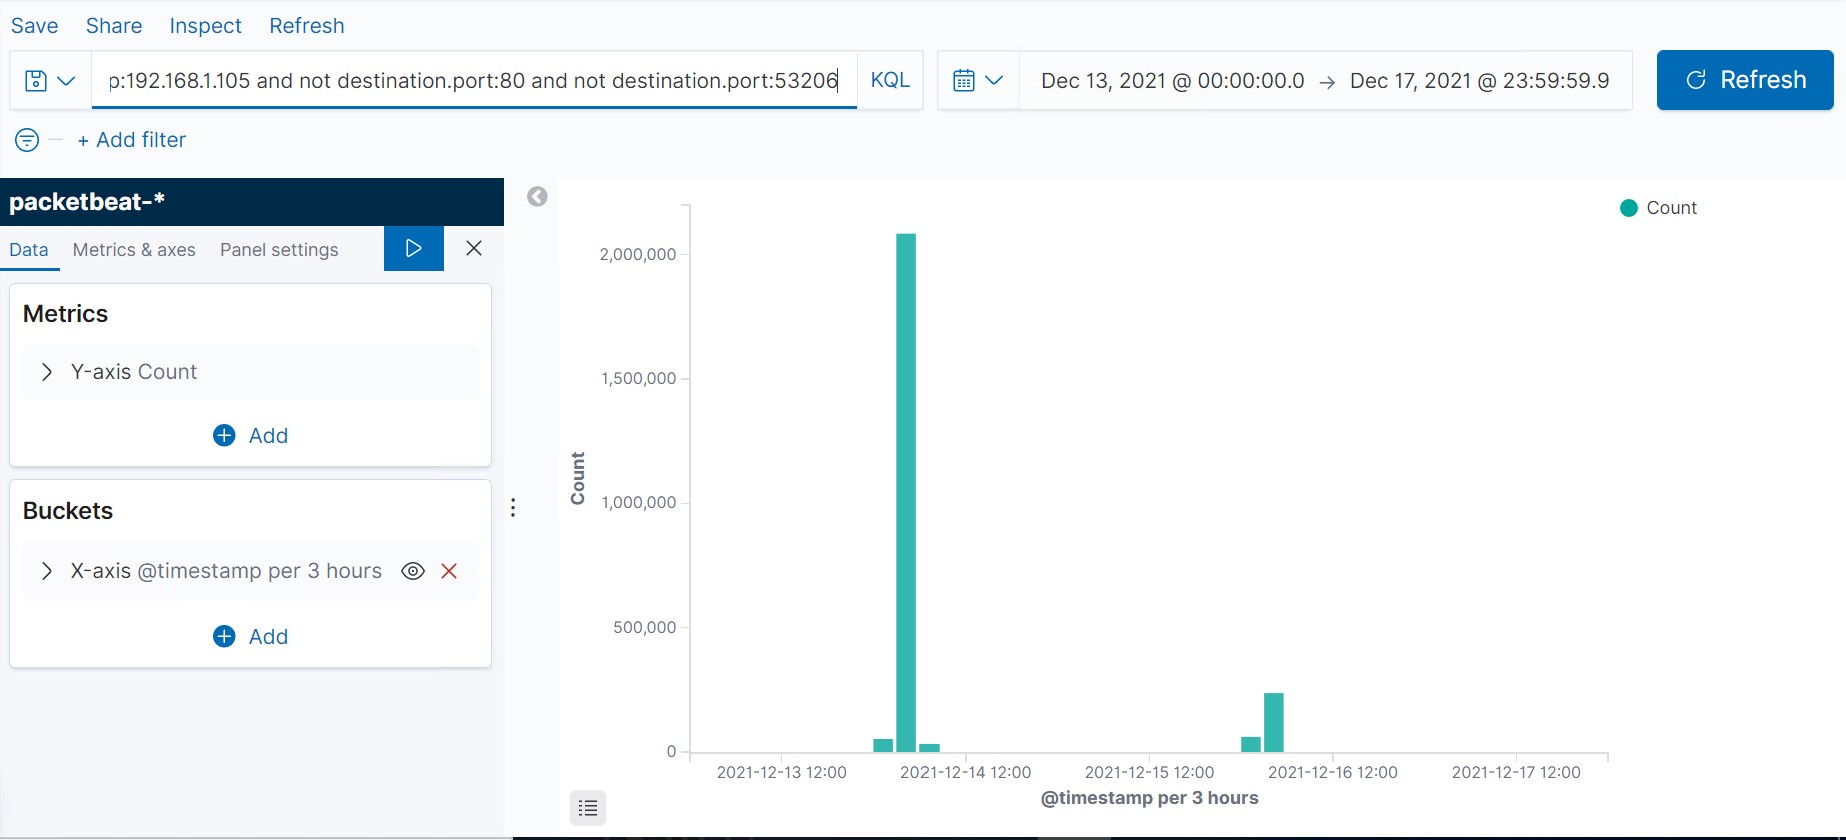 Save Share Inspect Refresh
p:192.168.1.105 and not destination.port:80 and not destination.port:53206 KQL Dec 13, 2021 @ 00:00:00.0 → Dec 17, 2021 @ 23:59:59.9 Refresh
+ Add filter
packetbeat-*
Data Metrics & axes Panel settings
Metrics
Y-axis Count
Add
Buckets
X-axis @timestamp per 3 hours
Add
Count
2,000,000
1,500,000
1,000,000
500,000
0
Count
2021-12-13 12:00 2021-12-14 12:00 2021-12-15 12:00 2021-12-16 12:00 2021-12-17 12:00
@timestamp per 3 hours